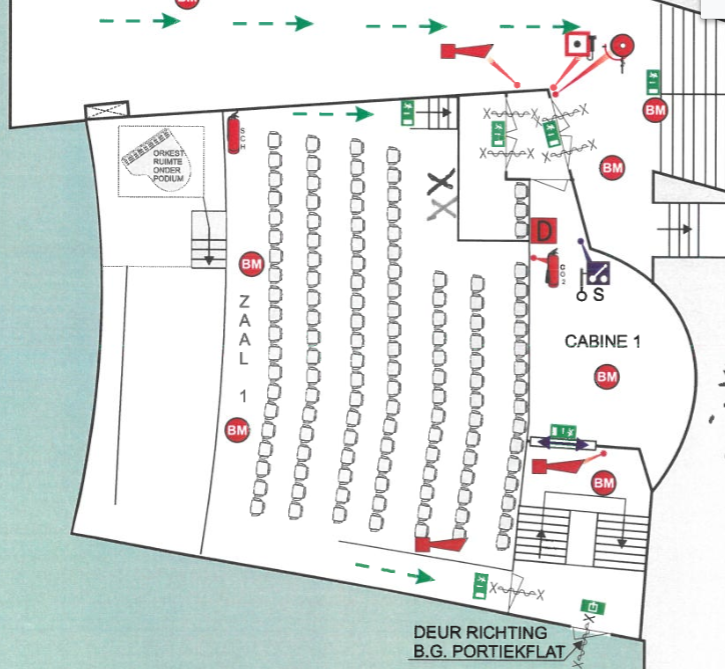 BM
ORKEST
RUIMTE
ONDER
PODIUM
SCH
BM
BM
D
CO2
S
BM
ZAAL 1
CABINE 1
BM
BM
BM
DEUR RICHTING
B.G. PORTIEKFLAT